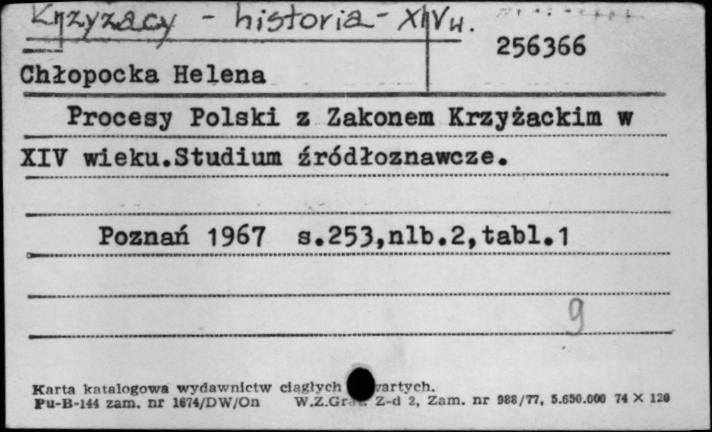 Krzyżacy - historia - XIV w.
256366
Chłopocka Helena
Procesy Polski z Zakonem Krzyżackim w
XIV wieku.Studium źródłoznawcze.
Poznań 1967 s.253,nlb.2,tabl.1
9
Karta katalogowa wydawnictw ciągłych
Pu-B-144 zam. nr 1674/DW/On W.Z.Graf. Z-d 2, Zam. nr 988/77, 5.650.000 74 X 120